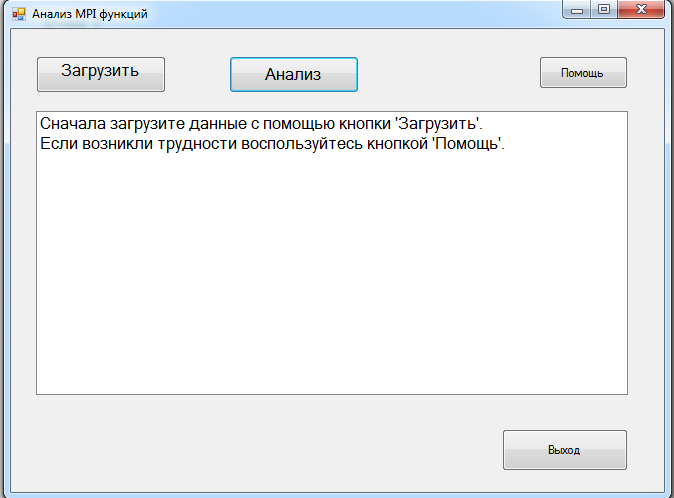 Анализ MPI функций
Загрузить
Анализ
Помощь
Сначала загрузите данные с помощью кнопки 'Загрузить'.
Если возникли трудности воспользуйтесь кнопкой 'Помощь'.
Выход